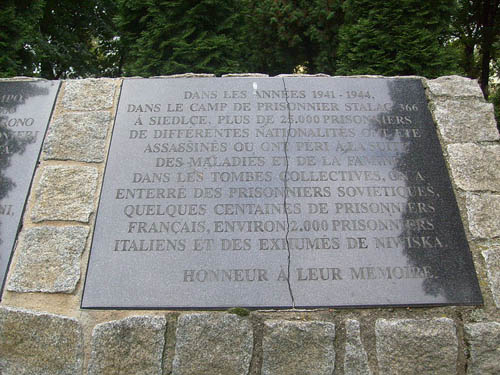 DANS LES ANNÉES 1941 - 1944,
DANS LE CAMP DE PRISONNIER STALAG 366
À SIEDLCE, PLUS DE 25.000 PRISONNIERS
DE DIFFÉRENTES NATIONALITÉS ONT ÉTÉ
ASSASSINÉS OU ONT PÉRI A LA SUITE
DES MALADIES ET DE LA FAMINE.
DANS LES TOMBES COLLECTIVES, ON A
ENTERRÉ DES PRISONNIERS SOVIETIQUES,
QUELQUES CENTAINES DE PRISONNIERS
FRANÇAIS, ENVIRON 2.000 PRISONNIERS
ITALIENS ET DES EXHUMÉS DE NIWISKA.
HONNEUR À LEUR MÉMOIRE.